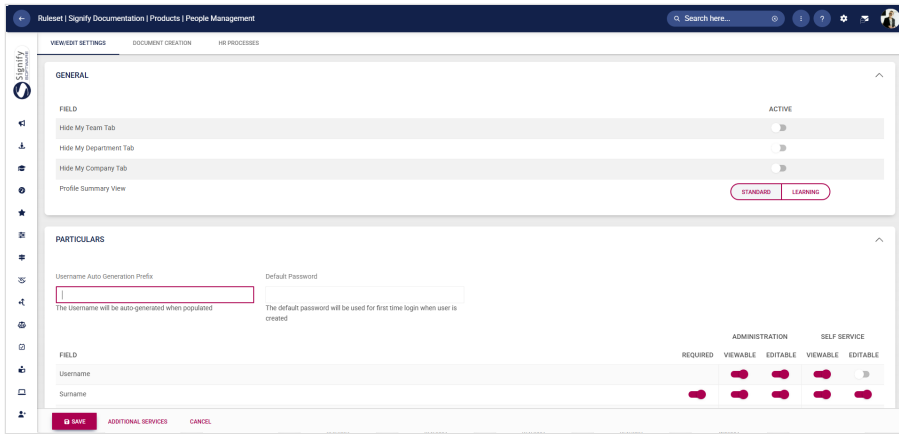 Ruleset | Signify Documentation | Products | People Management
Search here...
VIEW/EDIT SETTINGS DOCUMENT CREATION HR PROCESSES
Signify
GENERAL
FIELD ACTIVE
Hide My Team Tab
Hide My Department Tab
Hide My Company Tab
Profile Summary View STANDARD LEARNING
PARTICULARS
Username Auto Generation Prefix Default Password
The Username will be auto-generated when populated The default password will be used for first time login when user is
created
ADMINISTRATION SELF SERVICE
FIELD REQUIRED VIEWABLE EDITABLE VIEWABLE EDITABLE
Username
Surname
SAVE ADDITIONAL SERVICES CANCEL